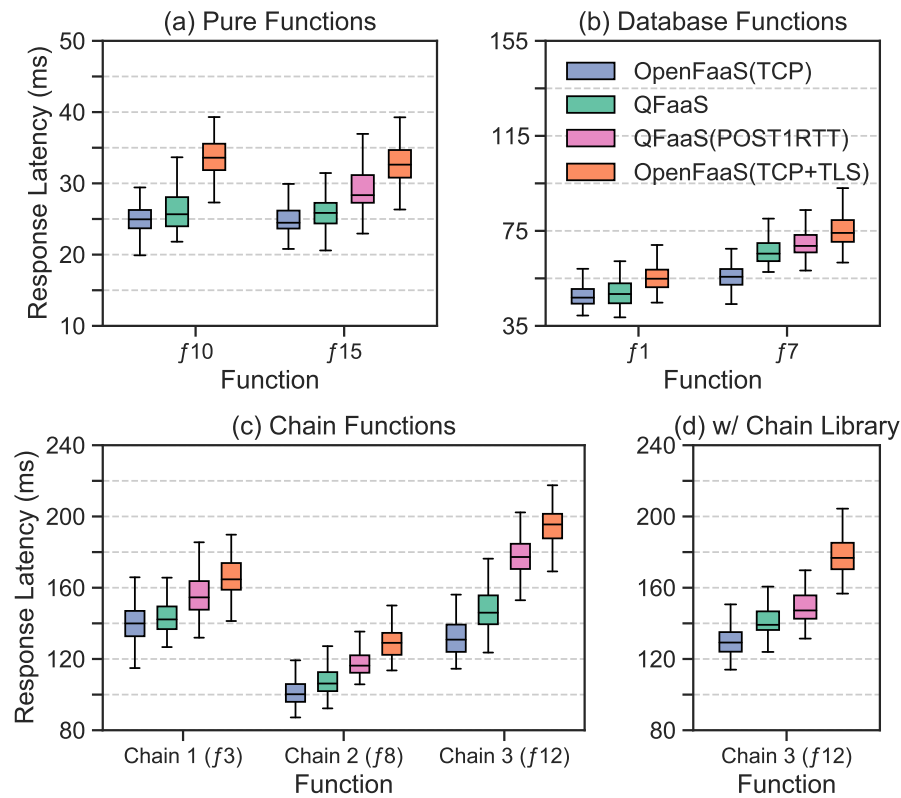 (a) Pure Functions
50
40
30
20
10
Response Latency (ms)
ƒ10
ƒ15
Function
(b) Database Functions
155
115
75
35
OpenFaaS(TCP)
QFaaS
QFaaS(POST1RTT)
OpenFaaS(TCP+TLS)
ƒ1
ƒ7
Function
(c) Chain Functions
240
200
160
120
80
Response Latency (ms)
Chain 1 (ƒ3)
Chain 2 (ƒ8)
Chain 3 (ƒ12)
Function
(d) w/ Chain Library
240
200
160
120
80
Chain 3 (ƒ12)
Function